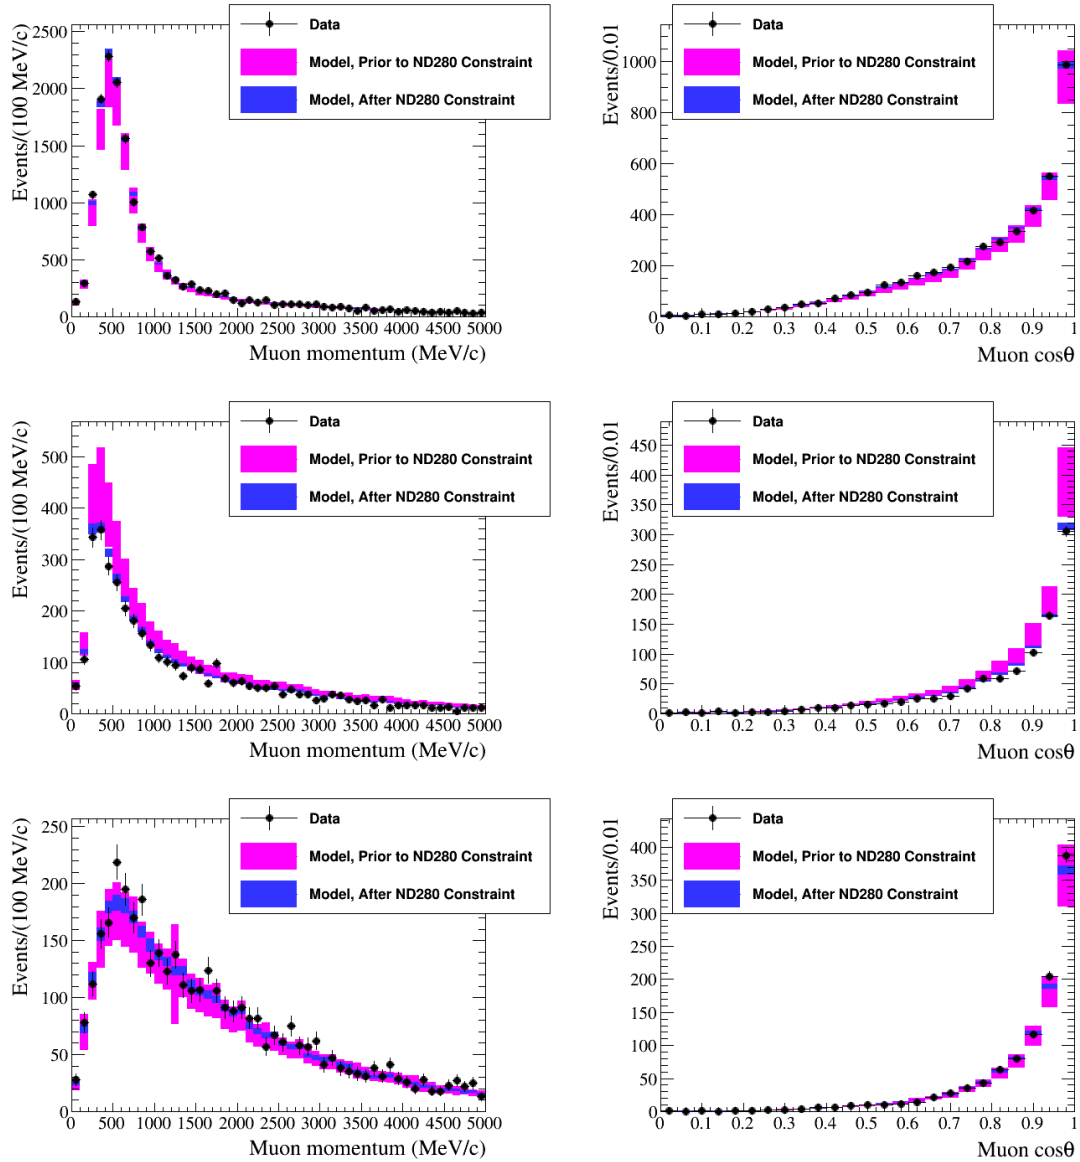 Events/(100 MeV/c)
2500
2000
1500
1000
500
0
0 500 1000 1500 2000 2500 3000 3500 4000 4500 5000
Muon momentum (MeV/c)
Data
Model, Prior to ND280 Constraint
Model, After ND280 Constraint
Events/0.01
1000
800
600
400
200
0
0 0.1 0.2 0.3 0.4 0.5 0.6 0.7 0.8 0.9 1
Muon cosθ
Data
Model, Prior to ND280 Constraint
Model, After ND280 Constraint
Events/(100 MeV/c)
500
400
300
200
100
0
0 500 1000 1500 2000 2500 3000 3500 4000 4500 5000
Muon momentum (MeV/c)
Data
Model, Prior to ND280 Constraint
Model, After ND280 Constraint
Events/0.01
450
400
350
300
250
200
150
100
50
0
0 0.1 0.2 0.3 0.4 0.5 0.6 0.7 0.8 0.9 1
Muon cosθ
Data
Model, Prior to ND280 Constraint
Model, After ND280 Constraint
Events/(100 MeV/c)
250
200
150
100
50
0
0 500 1000 1500 2000 2500 3000 3500 4000 4500 5000
Muon momentum (MeV/c)
Data
Model, Prior to ND280 Constraint
Model, After ND280 Constraint
Events/0.01
400
350
300
250
200
150
100
50
0
0 0.1 0.2 0.3 0.4 0.5 0.6 0.7 0.8 0.9 1
Muon cosθ
Data
Model, Prior to ND280 Constraint
Model, After ND280 Constraint